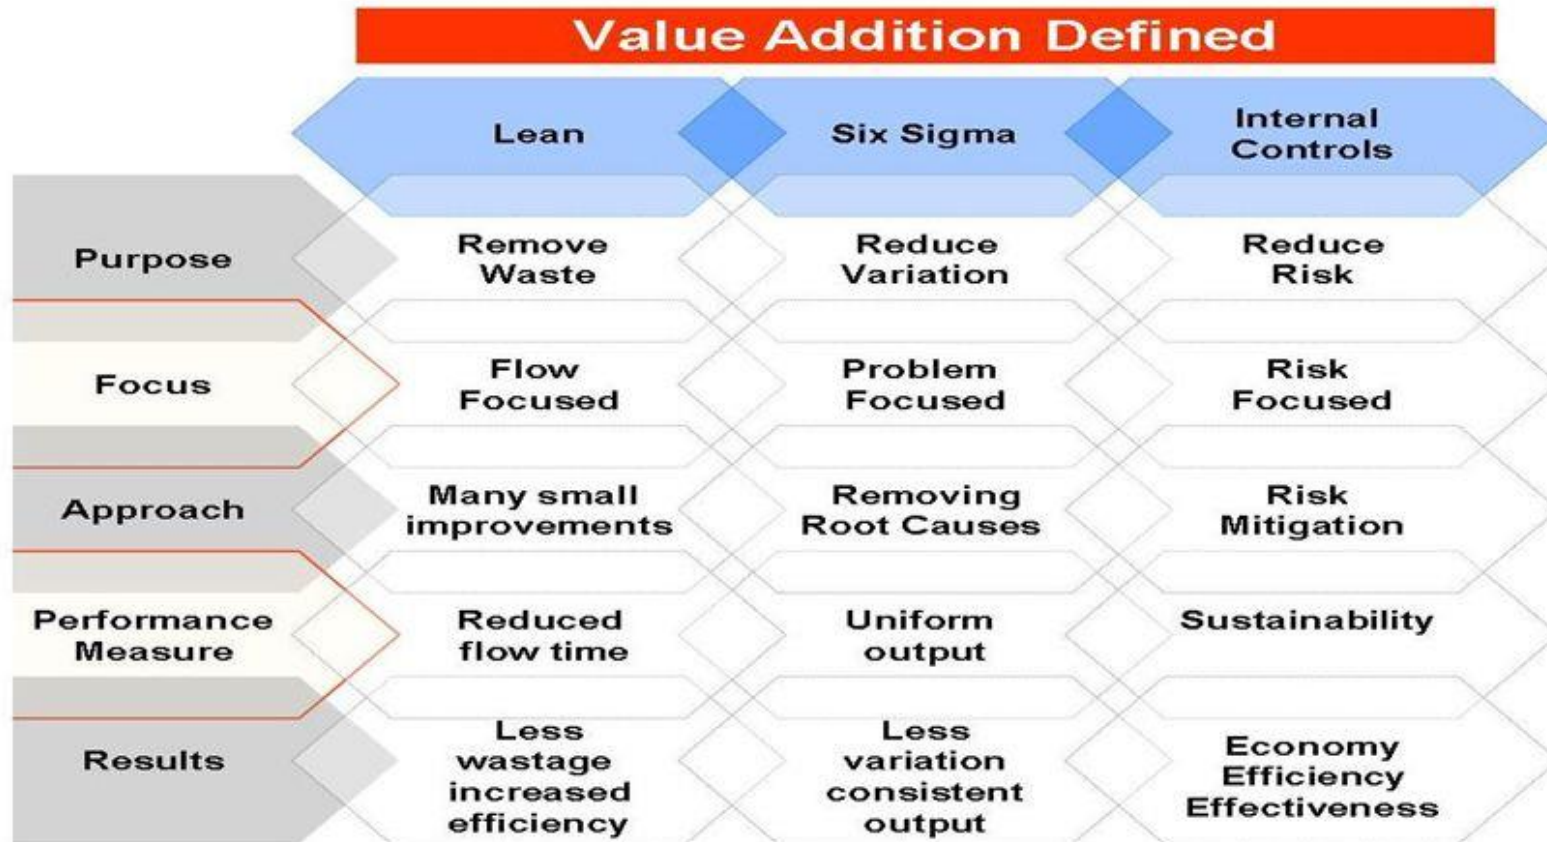 Value Addition Defined
Lean
Six Sigma
Internal
Controls
Purpose
Remove
Waste
Reduce
Variation
Reduce
Risk
Focus
Flow
Focused
Problem
Focused
Risk
Focused
Approach
Many small
improvements
Removing
Root Causes
Risk
Mitigation
Performance
Measure
Reduced
flow time
Uniform
output
Sustainability
Results
Less
wastage
increased
efficiency
Less
variation
consistent
output
Economy
Efficiency
Effectiveness